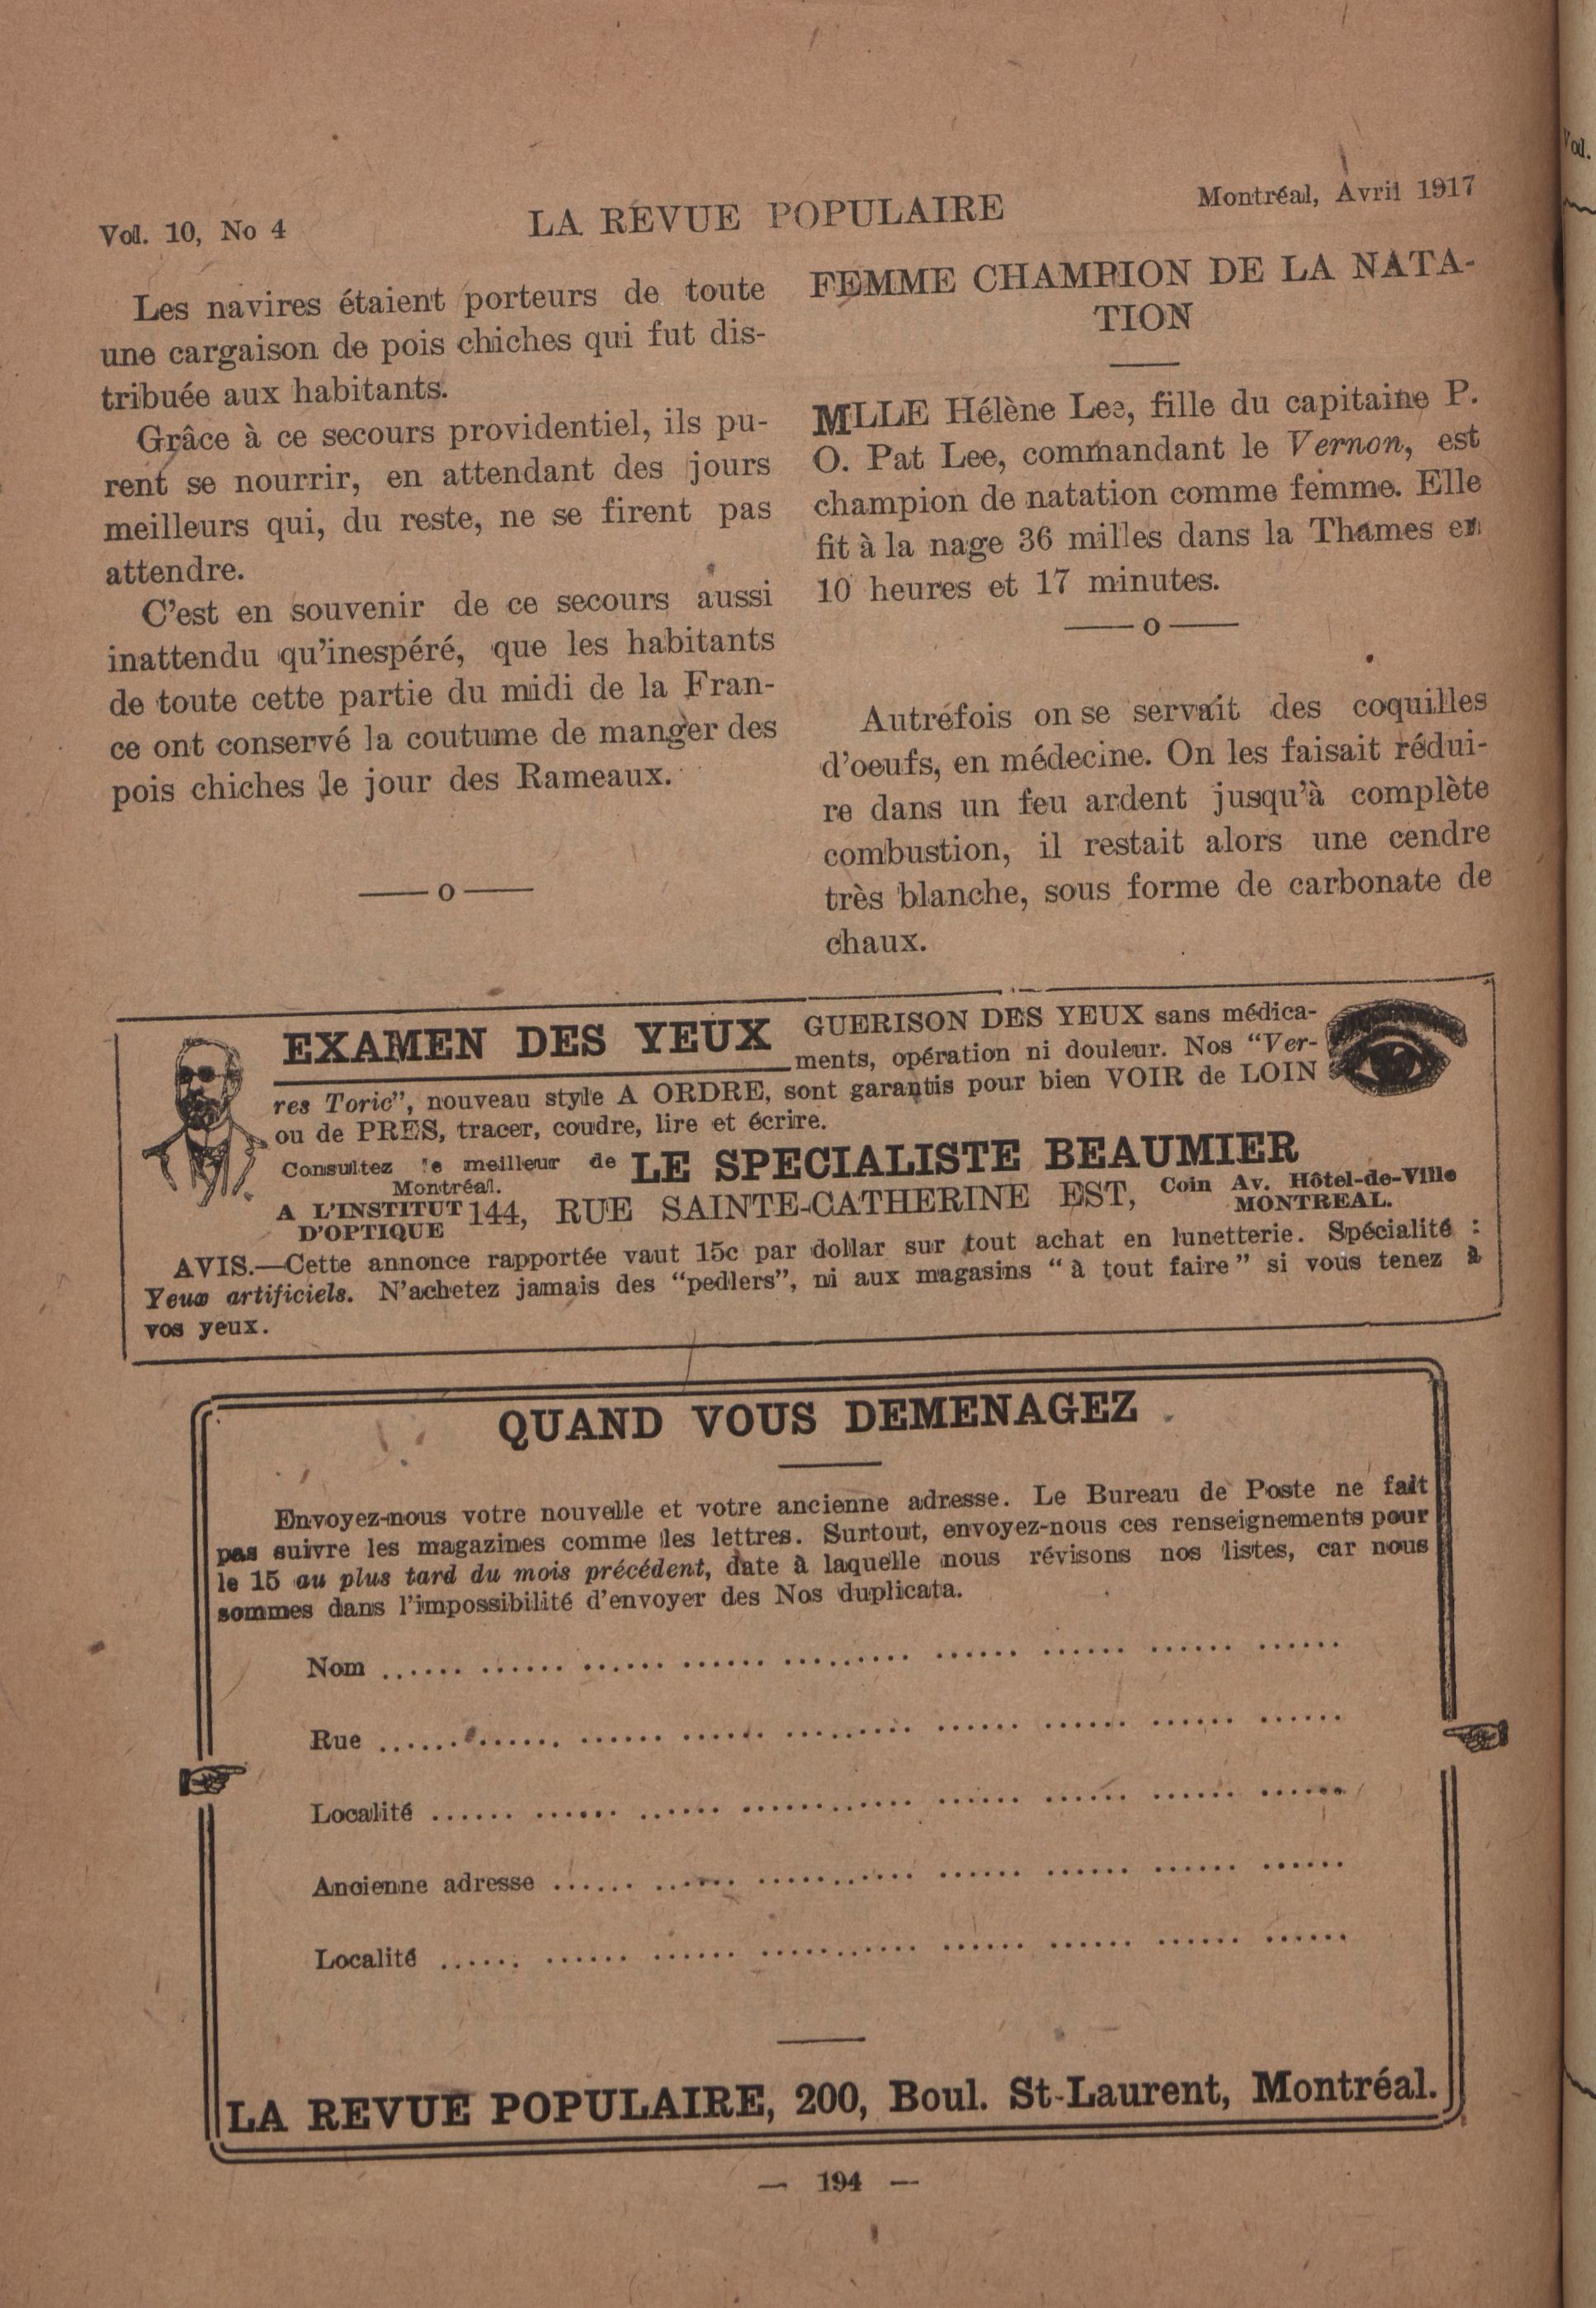 Vol. 10, No 4
LA REVUE POPULAIRE
Montréal, Avril 1917
Les navires étaient porteurs de toute
une cargaison de pois chiches qui fut dis-
tribuée aux habitants.
Grâce à ce secours providentiel, ils pu-
rent se nourrir, en attendant des jours
meilleurs qui, du reste, ne se firent pas
attendre.
C'est en souvenir de ce secours aussi
inattendu qu'inespéré, que les habitants
de toute cette partie du midi de la Fran-
ce ont conservé la coutume de manger des
pois chiches le jour des Rameaux.
—— o ——
FEMME CHAMPION DE LA NATA-
TION
MLLE Hélène Lee, fille du capitaine P.
O. Pat Lee, commandant le Vernon, est
champion de natation comme femme. Elle
fit à la nage 36 milles dans la Thames en
10 heures et 17 minutes.
—— o ——
Autrefois on se servait des coquilles
d'oeufs, en médecine. On les faisait rédui-
re dans un feu ardent jusqu'à complète
combustion, il restait alors une cendre
très blanche, sous forme de carbonate de
chaux.
EXAMEN DES YEUX GUERISON DES YEUX sans médica-
ments, opération ni douleur. Nos "Ver-
res Toric", nouveau style A ORDRE, sont garantis pour bien VOIR de LOIN
ou de PRES, tracer, coudre, lire et écrire.
Consultez le meilleur de Montréal. LE SPECIALISTE BEAUMIER
A L'INSTITUT D'OPTIQUE 144, RUE SAINTE-CATHERINE EST, Coin Av. Hôtel-de-Ville MONTREAL.
AVIS.—Cette annonce rapportée vaut 15c par dollar sur tout achat en lunetterie. Spécialité :
Yeux artificiels. N'achetez jamais des "pedlers", ni aux magasins "à tout faire" si vous tenez à
vos yeux.
QUAND VOUS DEMENAGEZ
Envoyez-nous votre nouvelle et votre ancienne adresse. Le Bureau de Poste ne fait
pas suivre les magazines comme les lettres. Surtout, envoyez-nous ces renseignements pour
le 15 au plus tard du mois précédent, date à laquelle nous révisons nos listes, car nous
sommes dans l'impossibilité d'envoyer des Nos duplicata.
Nom ...... ...... ...... ...... ......... ...... ...... ...... ......
Rue ...... ...... ...... ...... ......... ...... ...... ...... ......
Localité ...... ...... ...... ............ ...... ...... ...... ......
Ancienne adresse ...... ...... ............ ...... ...... ...... ......
Localité ...... ...... ...... ............ ...... ...... ...... ......
LA REVUE POPULAIRE, 200, Boul. St-Laurent, Montréal.
— 194 —
Vol.